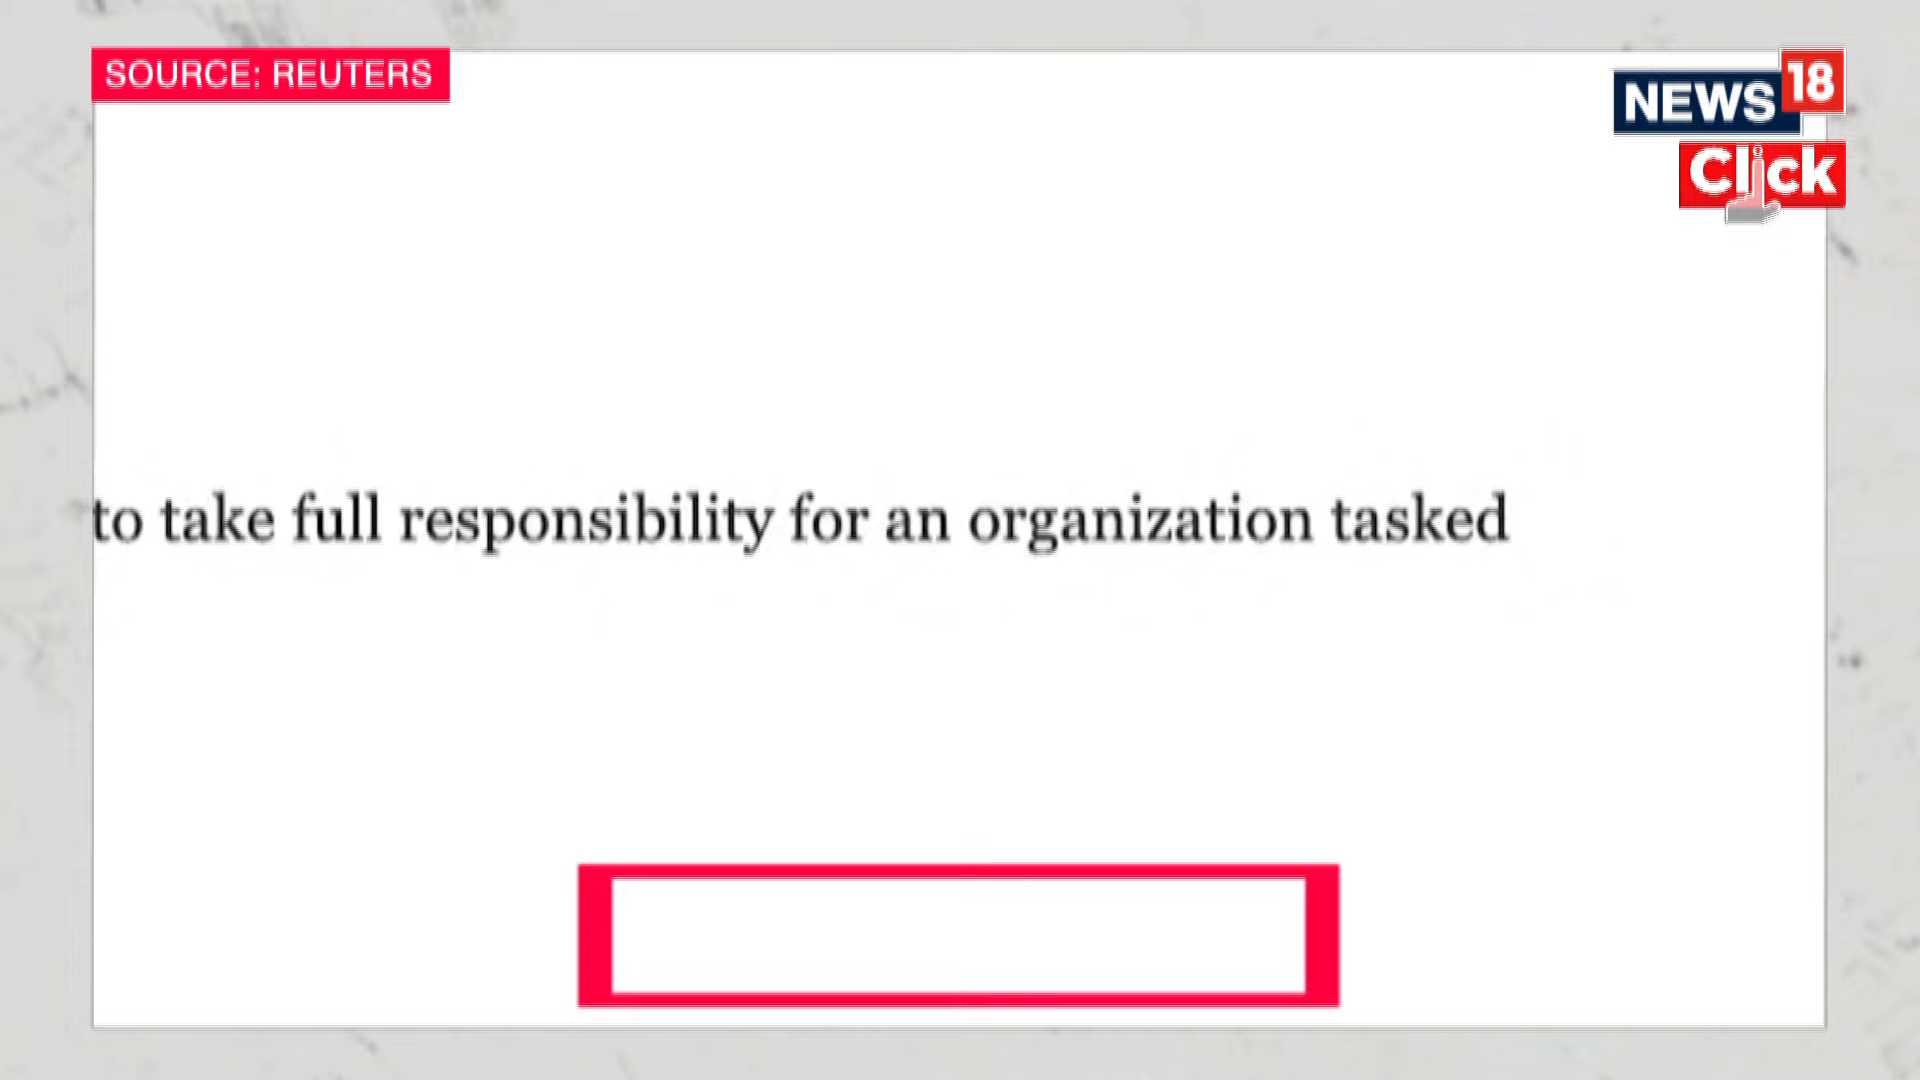 SOURCE: REUTERS
NEWS 18
Click
to take full responsibility for an organization tasked